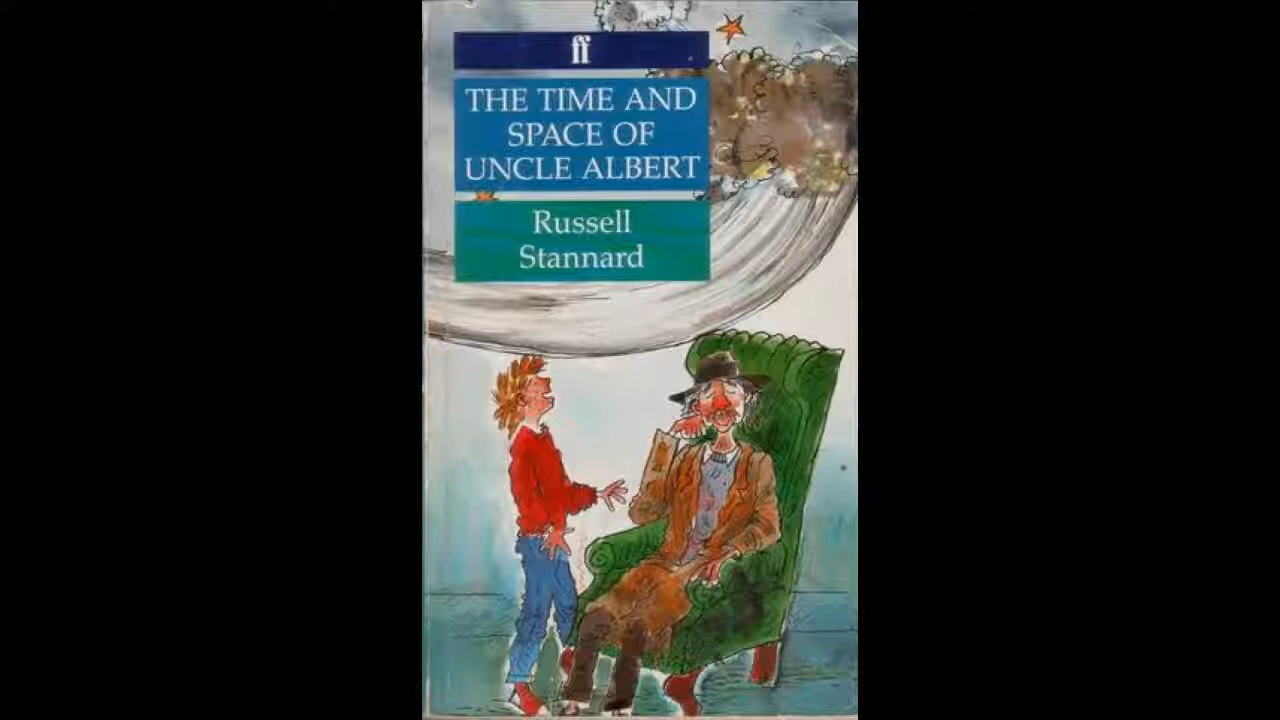 ff
THE TIME AND
SPACE OF
UNCLE ALBERT
Russell
Stannard